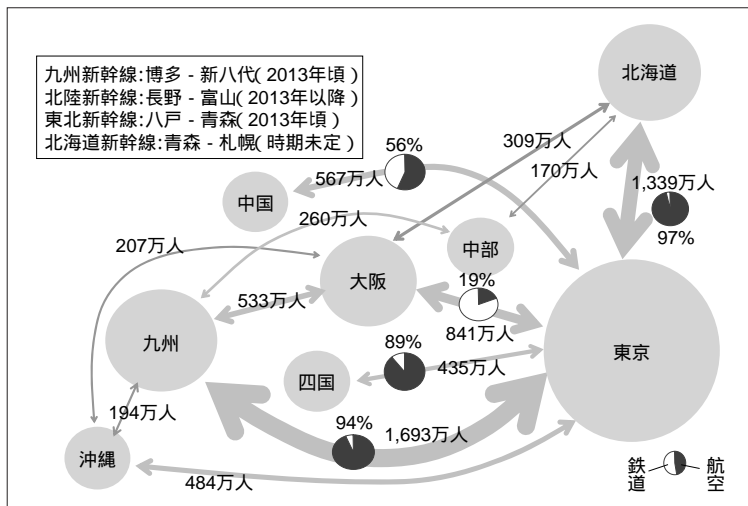 九州新幹線:博多 - 新八代( 2013年頃 )
北陸新幹線:長野 - 富山( 2013年以降 )
東北新幹線:八戸 - 青森( 2013年頃 )
北海道新幹線:青森 - 札幌( 時期未定 )
北海道
309万人
56%
170万人
567万人
1,339万人
中国
260万人
97%
207万人
中部
大阪
19%
533万人
841万人
九州
89%
東京
四国
435万人
194万人
94%
1,693万人
沖縄
484万人
鉄道
航空